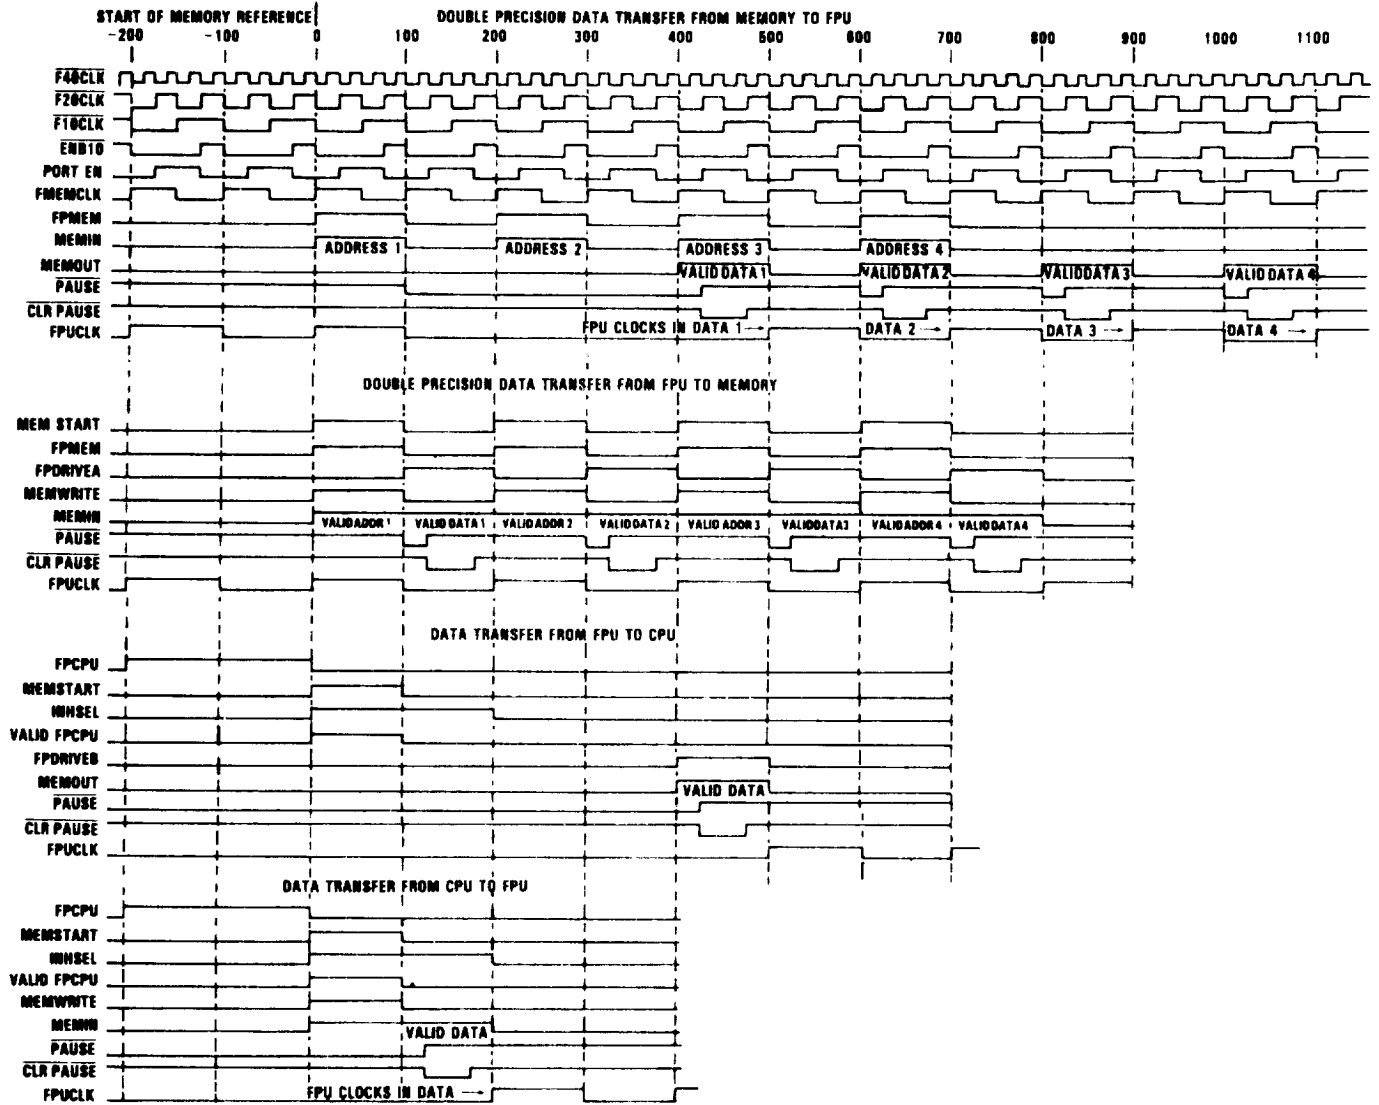 START OF MEMORY REFERENCE DOUBLE PRECISION DATA TRANSFER FROM MEMORY TO FPU
-200 -100 0 100 200 300 400 500 600 700 800 900 1000 1100
F40CLK
F20CLK
F10CLK
ENB10
PORT EN
FMEMCLK
FPMEM
MEMIN ADDRESS 1 ADDRESS 2 ADDRESS 3 ADDRESS 4
MEMOUT VALID DATA 1 VALID DATA 2 VALID DATA 3 VALID DATA 4
PAUSE
CLR PAUSE
FPUCLK FPU CLOCKS IN DATA 1 → DATA 2 → DATA 3 → DATA 4 →
DOUBLE PRECISION DATA TRANSFER FROM FPU TO MEMORY
MEM START
FPMEM
FPDRIVEA
MEMWRITE
MEMIN VALID ADDR 1 VALID DATA 1 VALID ADDR 2 VALID DATA 2 VALID ADDR 3 VALID DATA 3 VALID ADDR 4 VALID DATA 4
PAUSE
CLR PAUSE
FPUCLK
DATA TRANSFER FROM FPU TO CPU
FPCPU
MEMSTART
INHSEL
VALID FPCPU
FPDRIVEB
MEMOUT VALID DATA
PAUSE
CLR PAUSE
FPUCLK
DATA TRANSFER FROM CPU TO FPU
FPCPU
MEMSTART
INHSEL
VALID FPCPU
MEMWRITE
MEMIN VALID DATA
PAUSE
CLR PAUSE
FPUCLK FPU CLOCKS IN DATA →